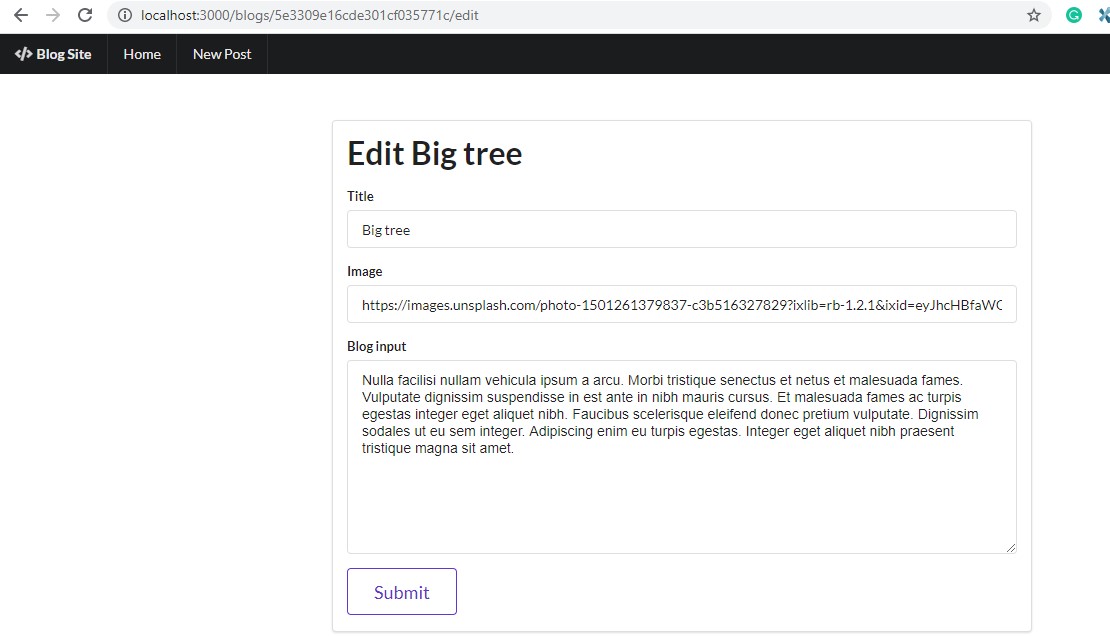 localhost:3000/blogs/5e3309e16cde301cf035771c/edit
</> Blog Site Home New Post
Edit Big tree
Title
Big tree
Image
https://images.unsplash.com/photo-1501261379837-c3b516327829?ixlib=rb-1.2.1&ixid=eyJhcHBfaWQ
Blog input
Nulla facilisi nullam vehicula ipsum a arcu. Morbi tristique senectus et netus et malesuada fames.
Vulputate dignissim suspendisse in est ante in nibh mauris cursus. Et malesuada fames ac turpis
egestas integer eget aliquet nibh. Faucibus scelerisque eleifend donec pretium vulputate. Dignissim
sodales ut eu sem integer. Adipiscing enim eu turpis egestas. Integer eget aliquet nibh praesent
tristique magna sit amet.
Submit